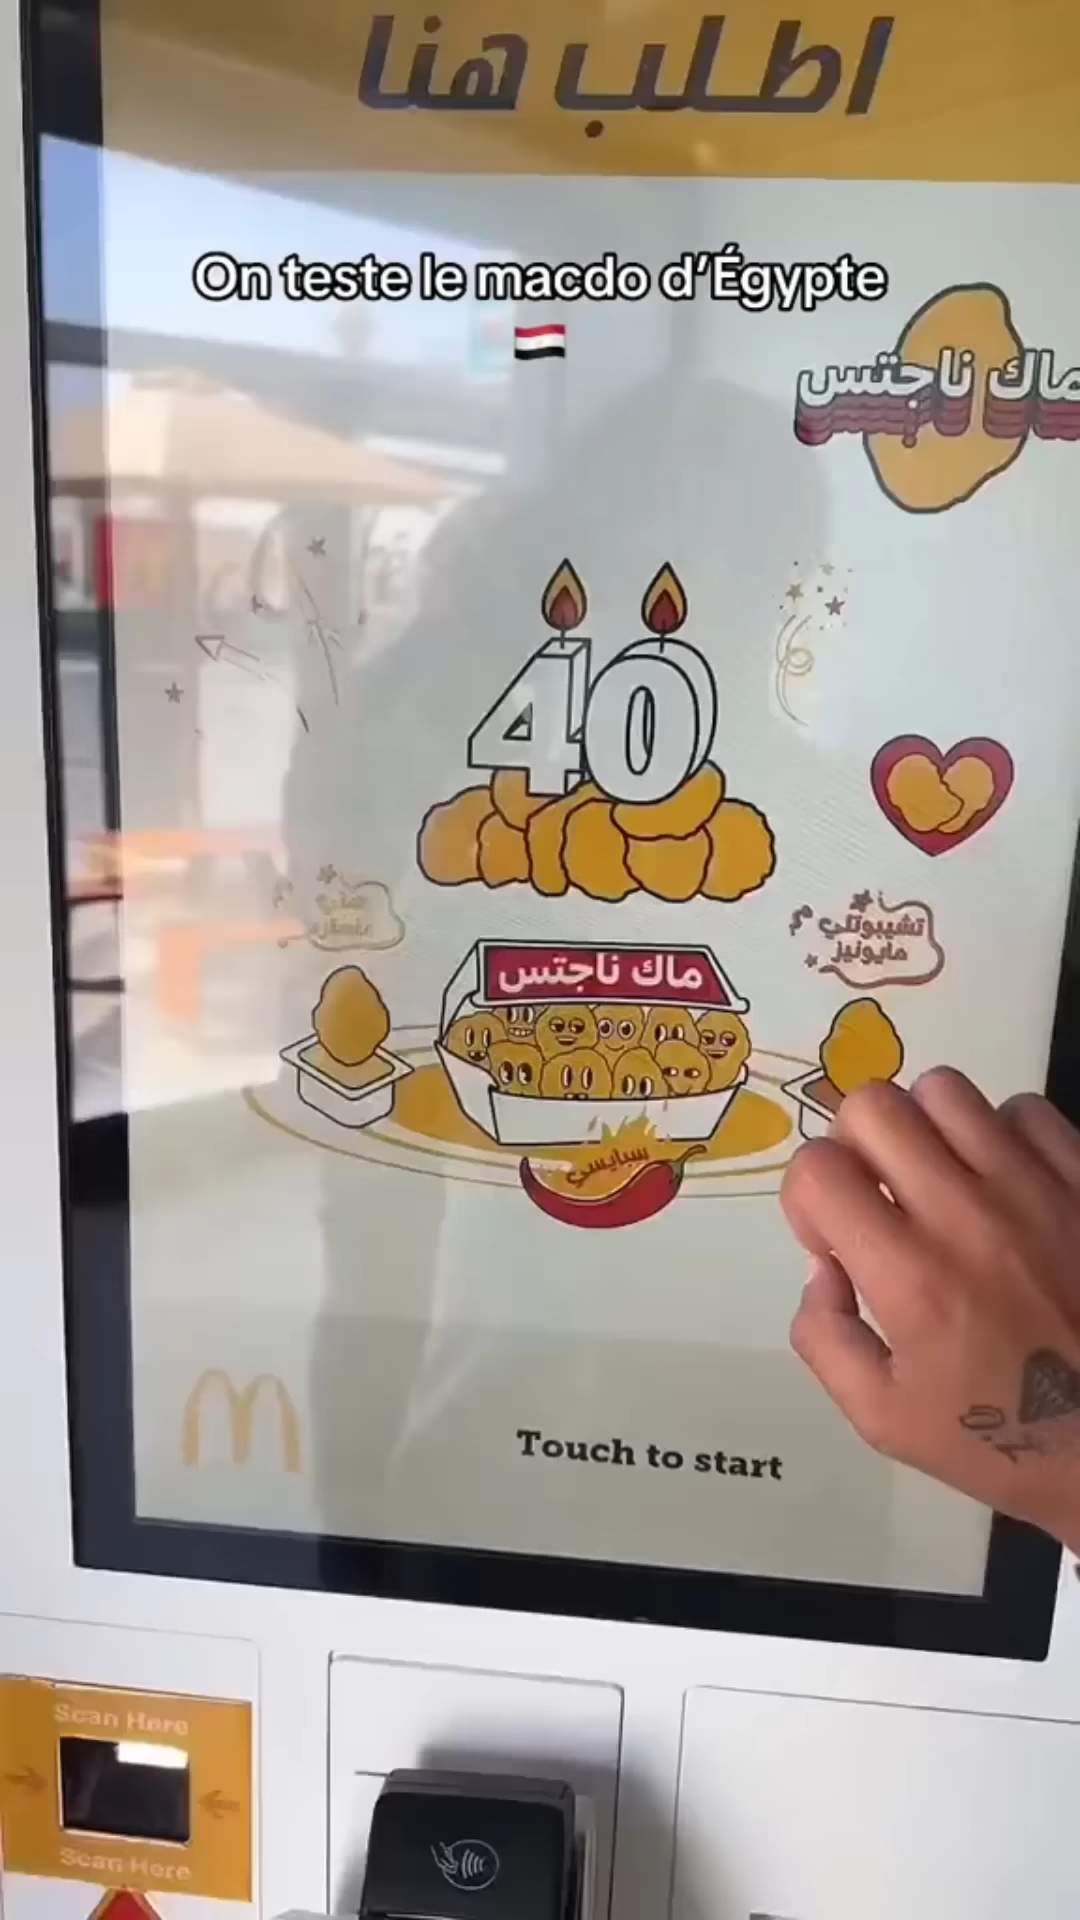 اطلب هنا
On teste le macdo d'Égypte
ماك ناجتس
40
تشيبوتلي
مايونيز
ماك ناجتس
سبايسي
Touch to start
Scan Here
Scan Here